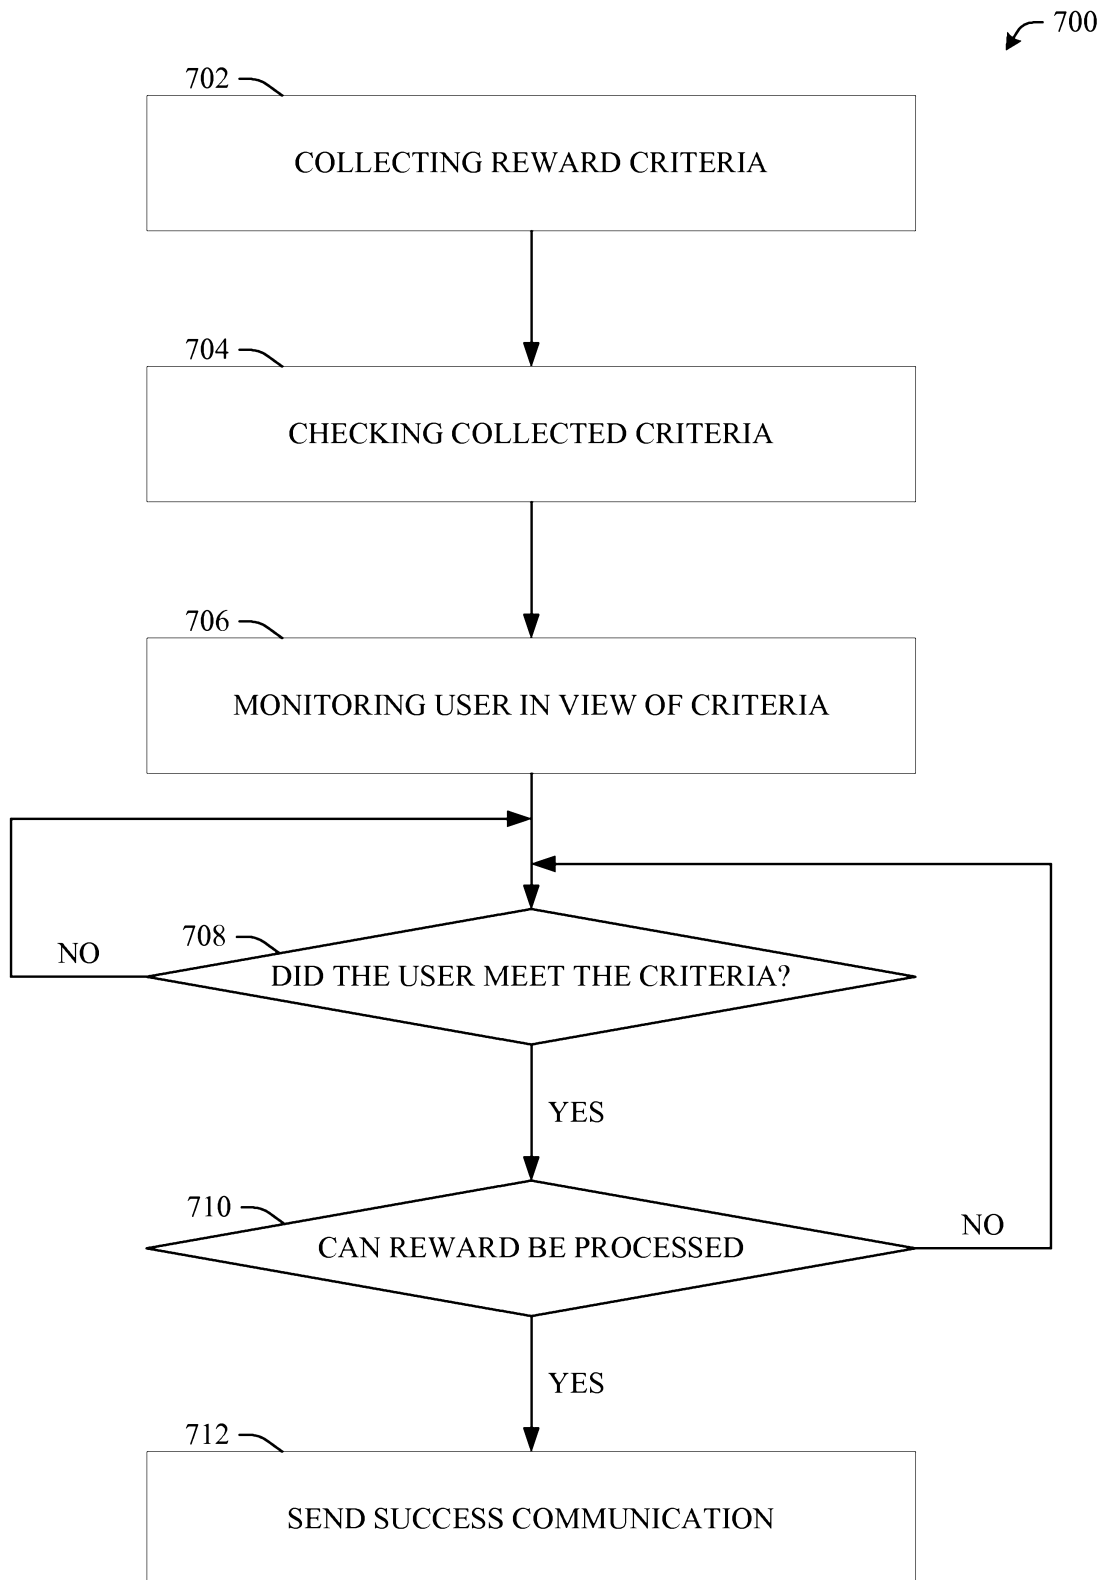 700
702
COLLECTING REWARD CRITERIA
704
CHECKING COLLECTED CRITERIA
706
MONITORING USER IN VIEW OF CRITERIA
708
NO
DID THE USER MEET THE CRITERIA?
YES
710
NO
CAN REWARD BE PROCESSED
YES
712
SEND SUCCESS COMMUNICATION